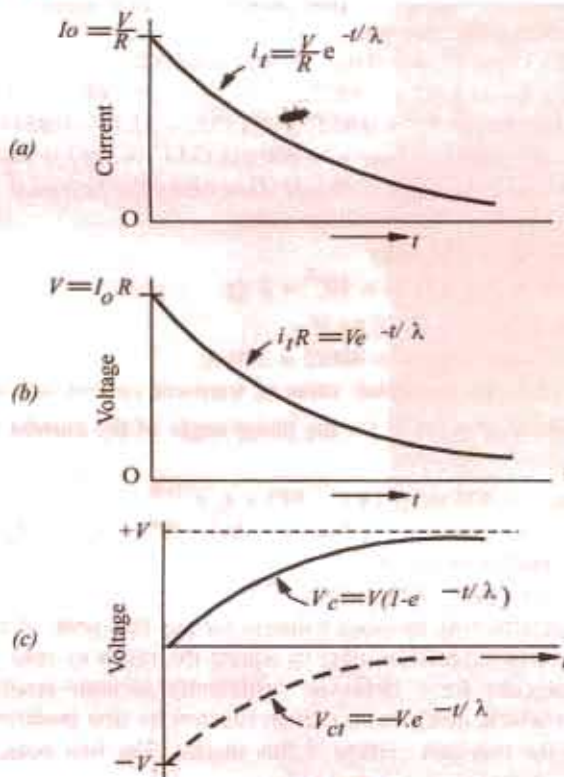 Io = V/R
i_t = V/R e^-t/λ
(a)
Current
O
t
V = I_o R
i_t R = Ve^-t/λ
(b)
Voltage
O
t
+V
V_c = V(1-e^-t/λ)
(c)
Voltage
V_ct = -V.e^-t/λ
-V